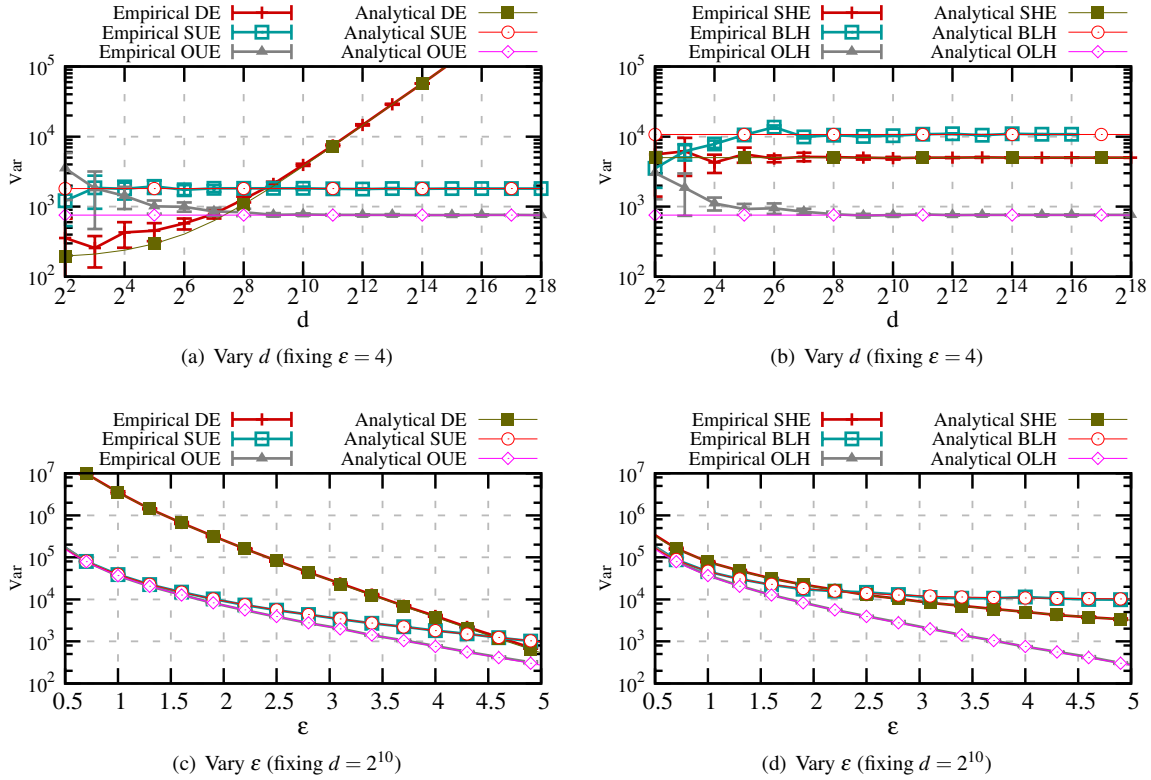 Empirical DE
Empirical SUE
Empirical OUE
Analytical DE
Analytical SUE
Analytical OUE
10^5
10^4
10^3
10^2
Var
2^2 2^4 2^6 2^8 2^10 2^12 2^14 2^16 2^18
d
(a) Vary d (fixing ε = 4)
Empirical SHE
Empirical BLH
Empirical OLH
Analytical SHE
Analytical BLH
Analytical OLH
10^5
10^4
10^3
10^2
Var
2^2 2^4 2^6 2^8 2^10 2^12 2^14 2^16 2^18
d
(b) Vary d (fixing ε = 4)
Empirical DE
Empirical SUE
Empirical OUE
Analytical DE
Analytical SUE
Analytical OUE
10^7
10^6
10^5
10^4
10^3
10^2
Var
0.5 1 1.5 2 2.5 3 3.5 4 4.5 5
ε
(c) Vary ε (fixing d = 2^10)
Empirical SHE
Empirical BLH
Empirical OLH
Analytical SHE
Analytical BLH
Analytical OLH
10^7
10^6
10^5
10^4
10^3
10^2
Var
0.5 1 1.5 2 2.5 3 3.5 4 4.5 5
ε
(d) Vary ε (fixing d = 2^10)